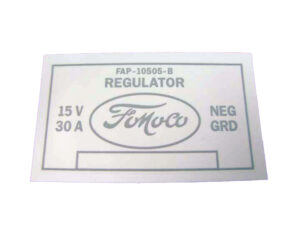 FAP-10505-B
REGULATOR
15 V NEG
FoMoCo
30 A GRD